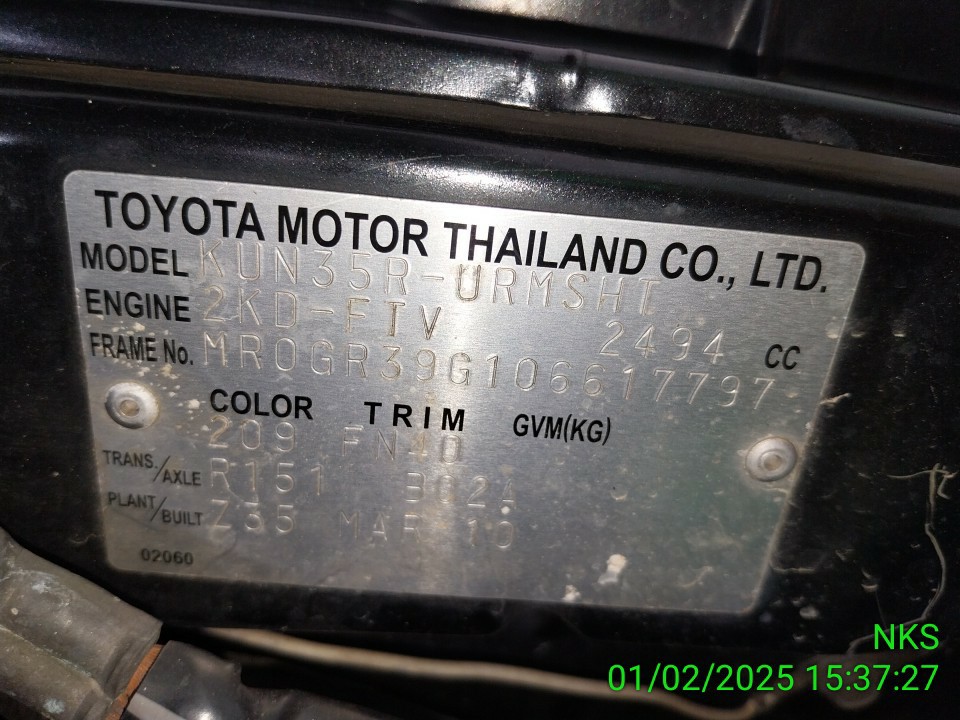 TOYOTA MOTOR THAILAND CO., LTD.
MODEL KUN35R-URMSHT
ENGINE 2KD-FTV 2494 CC
FRAME No. MR0GR39G106617797
COLOR TRIM GVM(KG)
209 FN40
TRANS./AXLE R151
PLANT/BUILT Z35 MAR 10
02060
NKS
01/02/2025 15:37:27